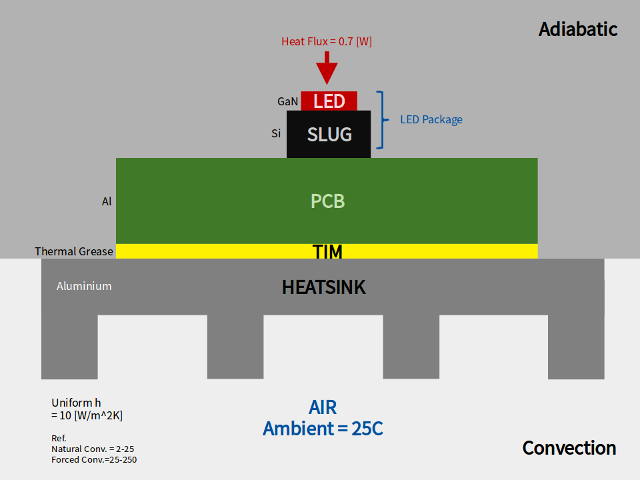 Adiabatic
Heat Flux = 0.7 [W]
GaN
LED
Si
SLUG
LED Package
Al
PCB
Thermal Grease
TIM
Aluminium
HEATSINK
Uniform h
= 10 [W/m^2K]
AIR
Ambient = 25C
Ref.
Natural Conv. = 2-25
Forced Conv.=25-250
Convection